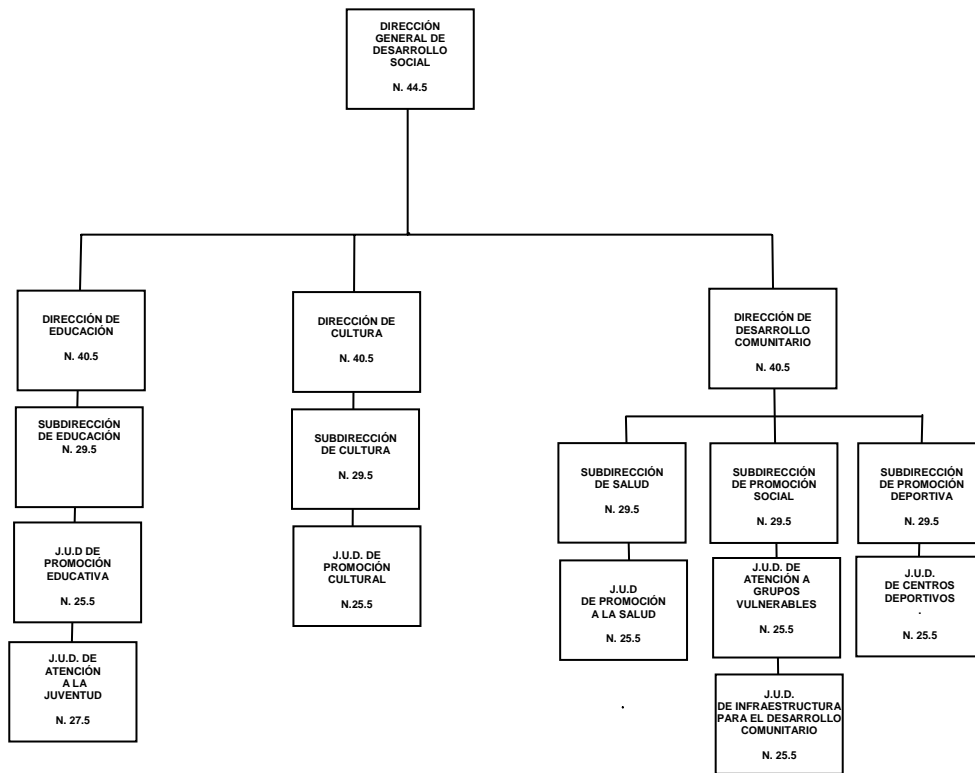 DIRECCIÓN
GENERAL DE
DESARROLLO
SOCIAL
N. 44.5
DIRECCIÓN DE
EDUCACIÓN
N. 40.5
DIRECCIÓN DE
CULTURA
N. 40.5
DIRECCIÓN DE
DESARROLLO
COMUNITARIO
N. 40.5
SUBDIRECCIÓN
DE EDUCACIÓN
N. 29.5
SUBDIRECCIÓN
DE CULTURA
N. 29.5
SUBDIRECCIÓN
DE SALUD
N. 29.5
SUBDIRECCIÓN
DE PROMOCIÓN
SOCIAL
N. 29.5
SUBDIRECCIÓN
DE PROMOCIÓN
DEPORTIVA
N. 29.5
J.U.D DE
PROMOCIÓN
EDUCATIVA
N. 25.5
J.U.D. DE
PROMOCIÓN
CULTURAL
N.25.5
J.U.D
DE PROMOCIÓN
A LA SALUD
N. 25.5
J.U.D. DE
ATENCIÓN A
GRUPOS
VULNERABLES
N. 25.5
J.U.D.
DE CENTROS
DEPORTIVOS
.
N. 25.5
J.U.D. DE
ATENCIÓN
A LA
JUVENTUD
N. 27.5
.
J.U.D.
DE INFRAESTRUCTURA
PARA EL DESARROLLO
COMUNITARIO
N. 25.5